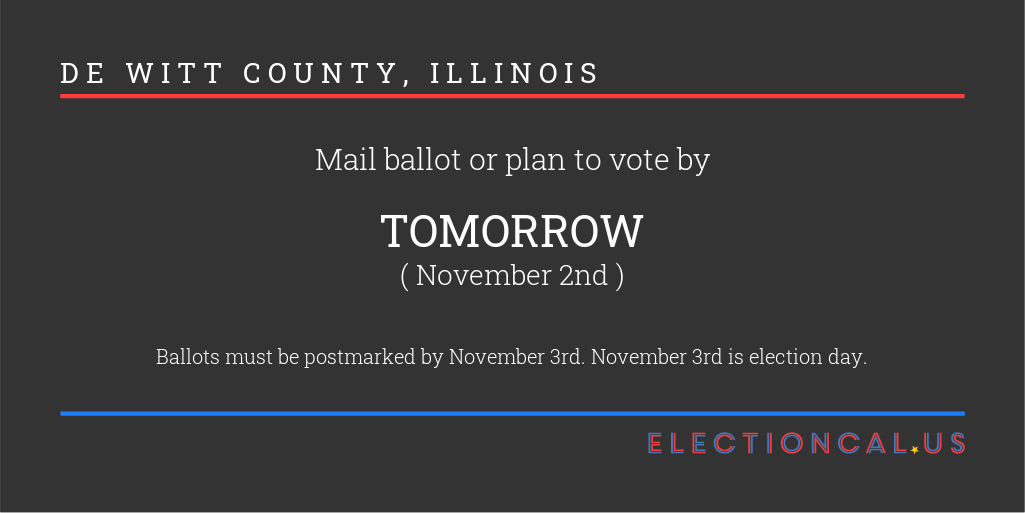 DE WITT COUNTY, ILLINOIS
Mail ballot or plan to vote by
TOMORROW
( November 2nd )
Ballots must be postmarked by November 3rd. November 3rd is election day.
ELECTIONCAL.US